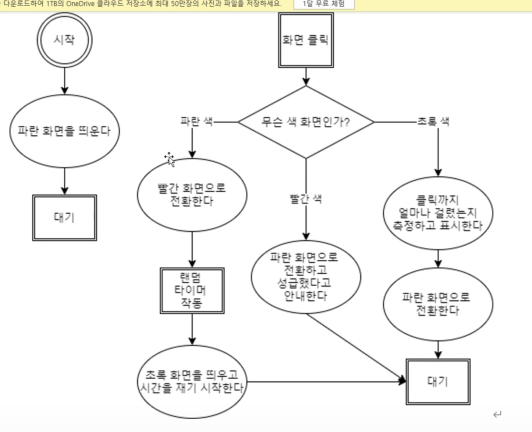 다운로드하여 1TB의 OneDrive 클라우드 저장소에 최대 50만장의 사진과 파일을 저장하세요.
1달 무료 체험
시작
파란 화면을 띄운다
대기
화면 클릭
무슨 색 화면인가?
파란 색
초록 색
빨간 색
빨간 화면으로
전환한다
랜덤
타이머
작동
초록 화면을 띄우고
시간을 재기 시작한다
파란 화면으로
전환하고
성급했다고
안내한다
클릭까지
얼마나 걸렸는지
측정하고 표시한다
파란 화면으로
전환한다
대기